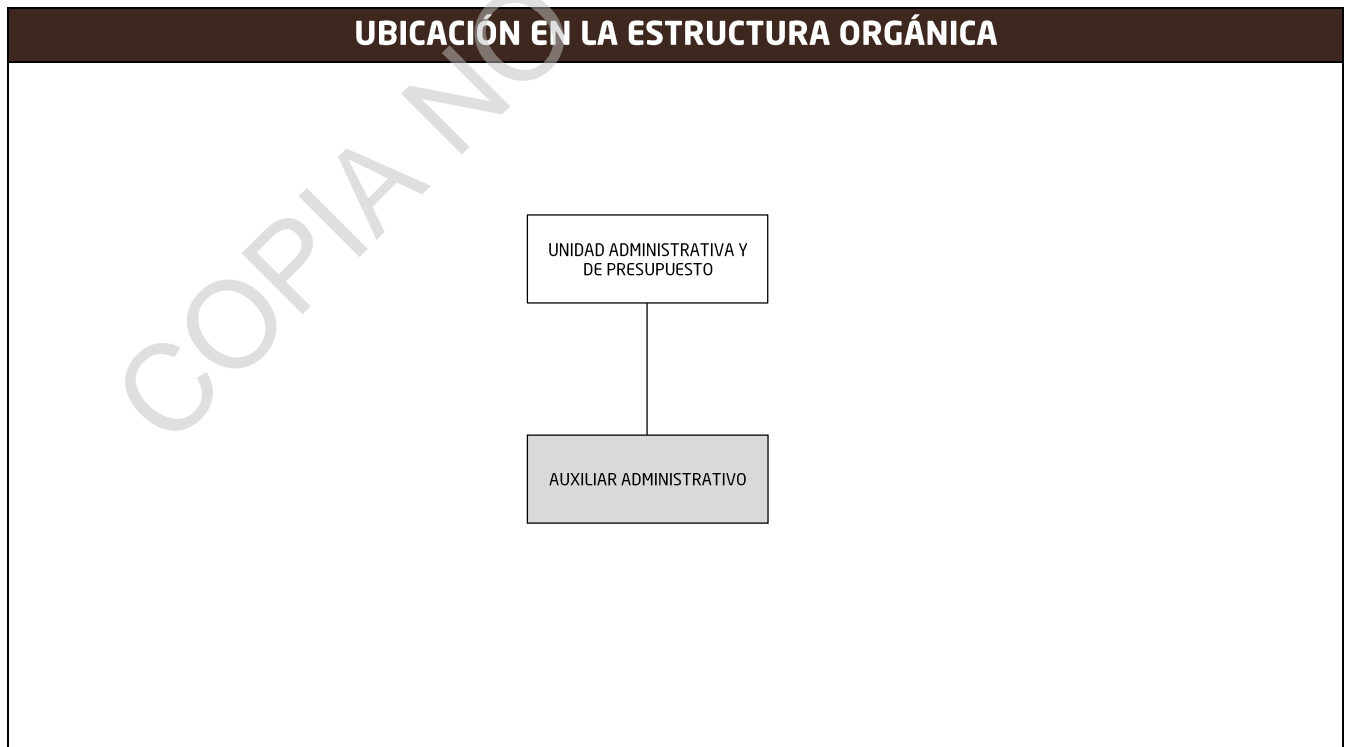 UBICACIÓN EN LA ESTRUCTURA ORGÁNICA
COPIA NO
UNIDAD ADMINISTRATIVA Y
DE PRESUPUESTO
AUXILIAR ADMINISTRATIVO